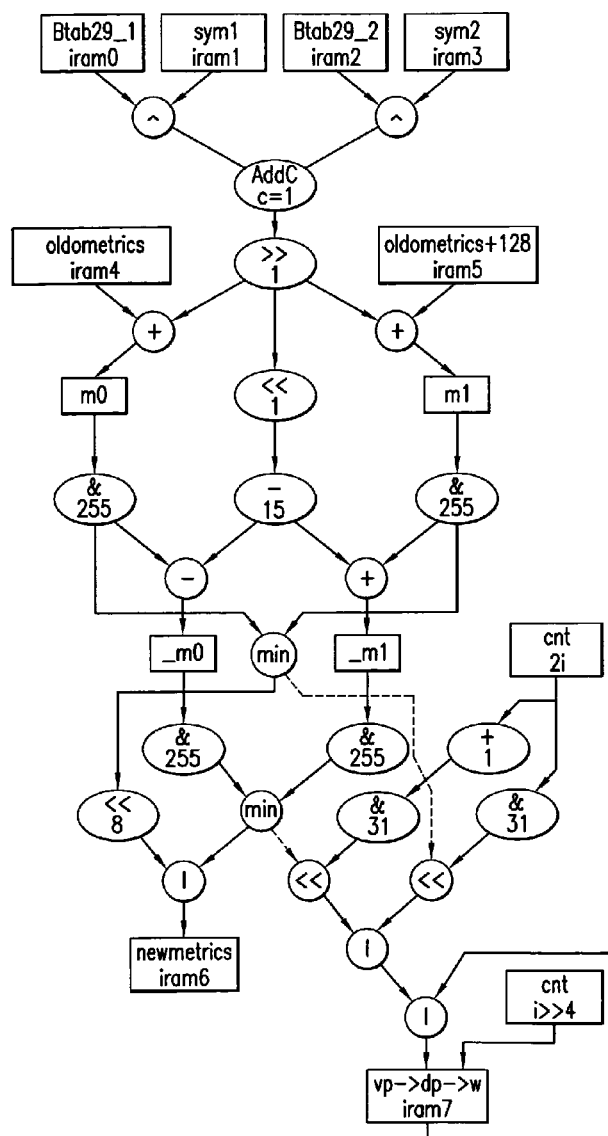 Btab29_1
iram0
sym1
iram1
Btab29_2
iram2
sym2
iram3
^
^
AddC
c=1
oldometrics
iram4
>>
1
oldometrics+128
iram5
+
+
m0
<<
1
m1
&
255
–
15
&
255
–
+
_m0
min
_m1
cnt
2i
&
255
&
255
+
1
<<
8
min
&
31
&
31
|
<<
<<
newmetrics
iram6
|
|
cnt
i>>4
vp->dp->w
iram7